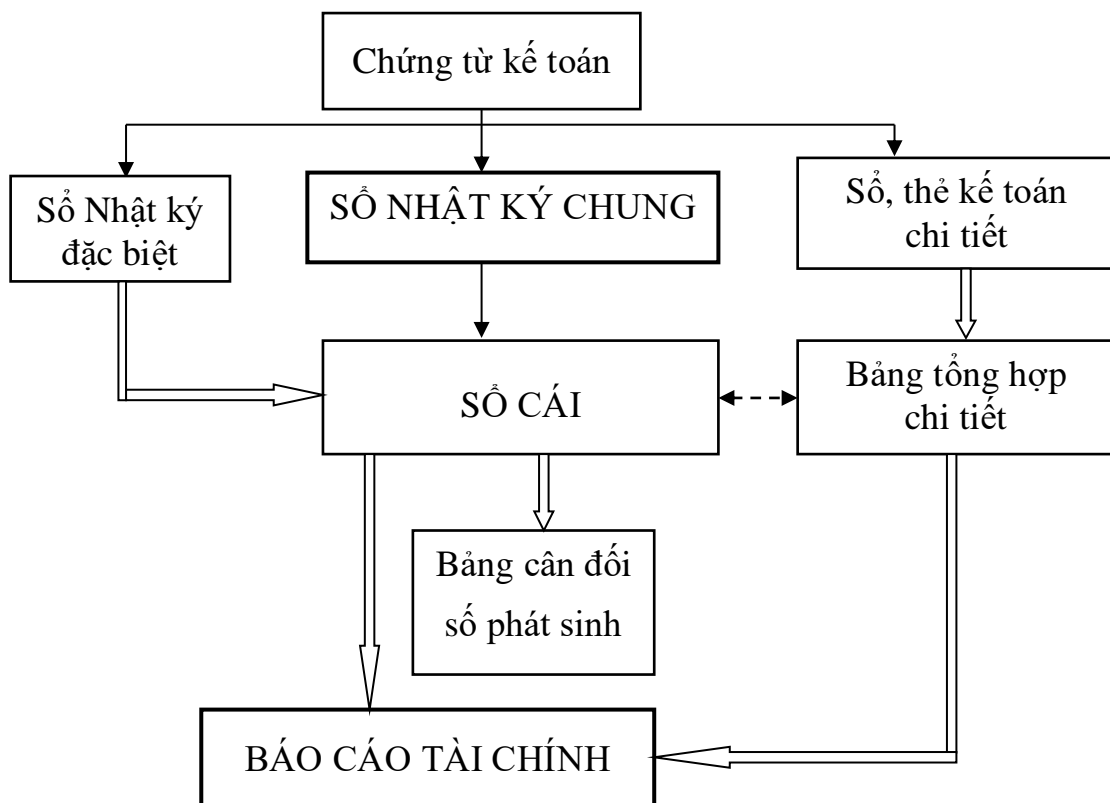 Chứng từ kế toán
Sổ Nhật ký
đặc biệt
SỔ NHẬT KÝ CHUNG
Sổ, thẻ kế toán
chi tiết
SỔ CÁI
Bảng tổng hợp
chi tiết
Bảng cân đối
số phát sinh
BÁO CÁO TÀI CHÍNH